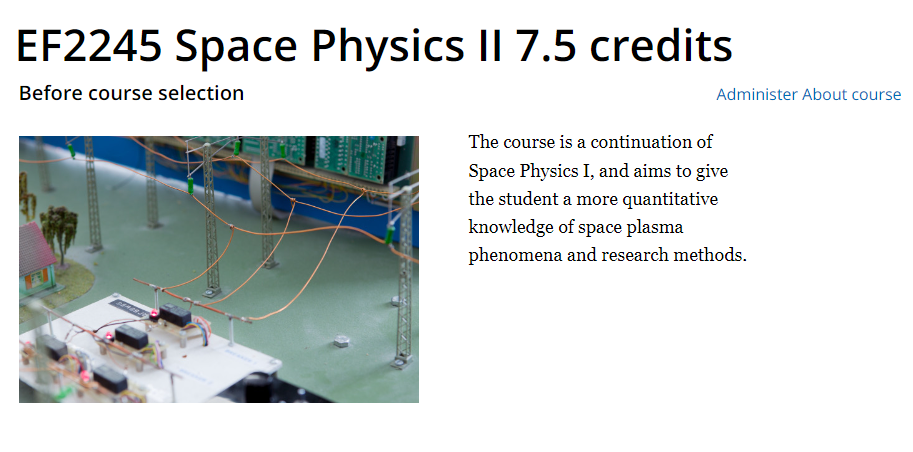 EF2245 Space Physics II 7.5 credits
Before course selection
Administer About course
The course is a continuation of
Space Physics I, and aims to give
the student a more quantitative
knowledge of space plasma
phenomena and research methods.